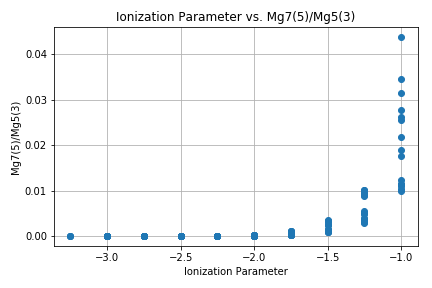 Ionization Parameter vs. Mg7(5)/Mg5(3)
Mg7(5)/Mg5(3)
0.04
0.03
0.02
0.01
0.00
−3.0 −2.5 −2.0 −1.5 −1.0
Ionization Parameter